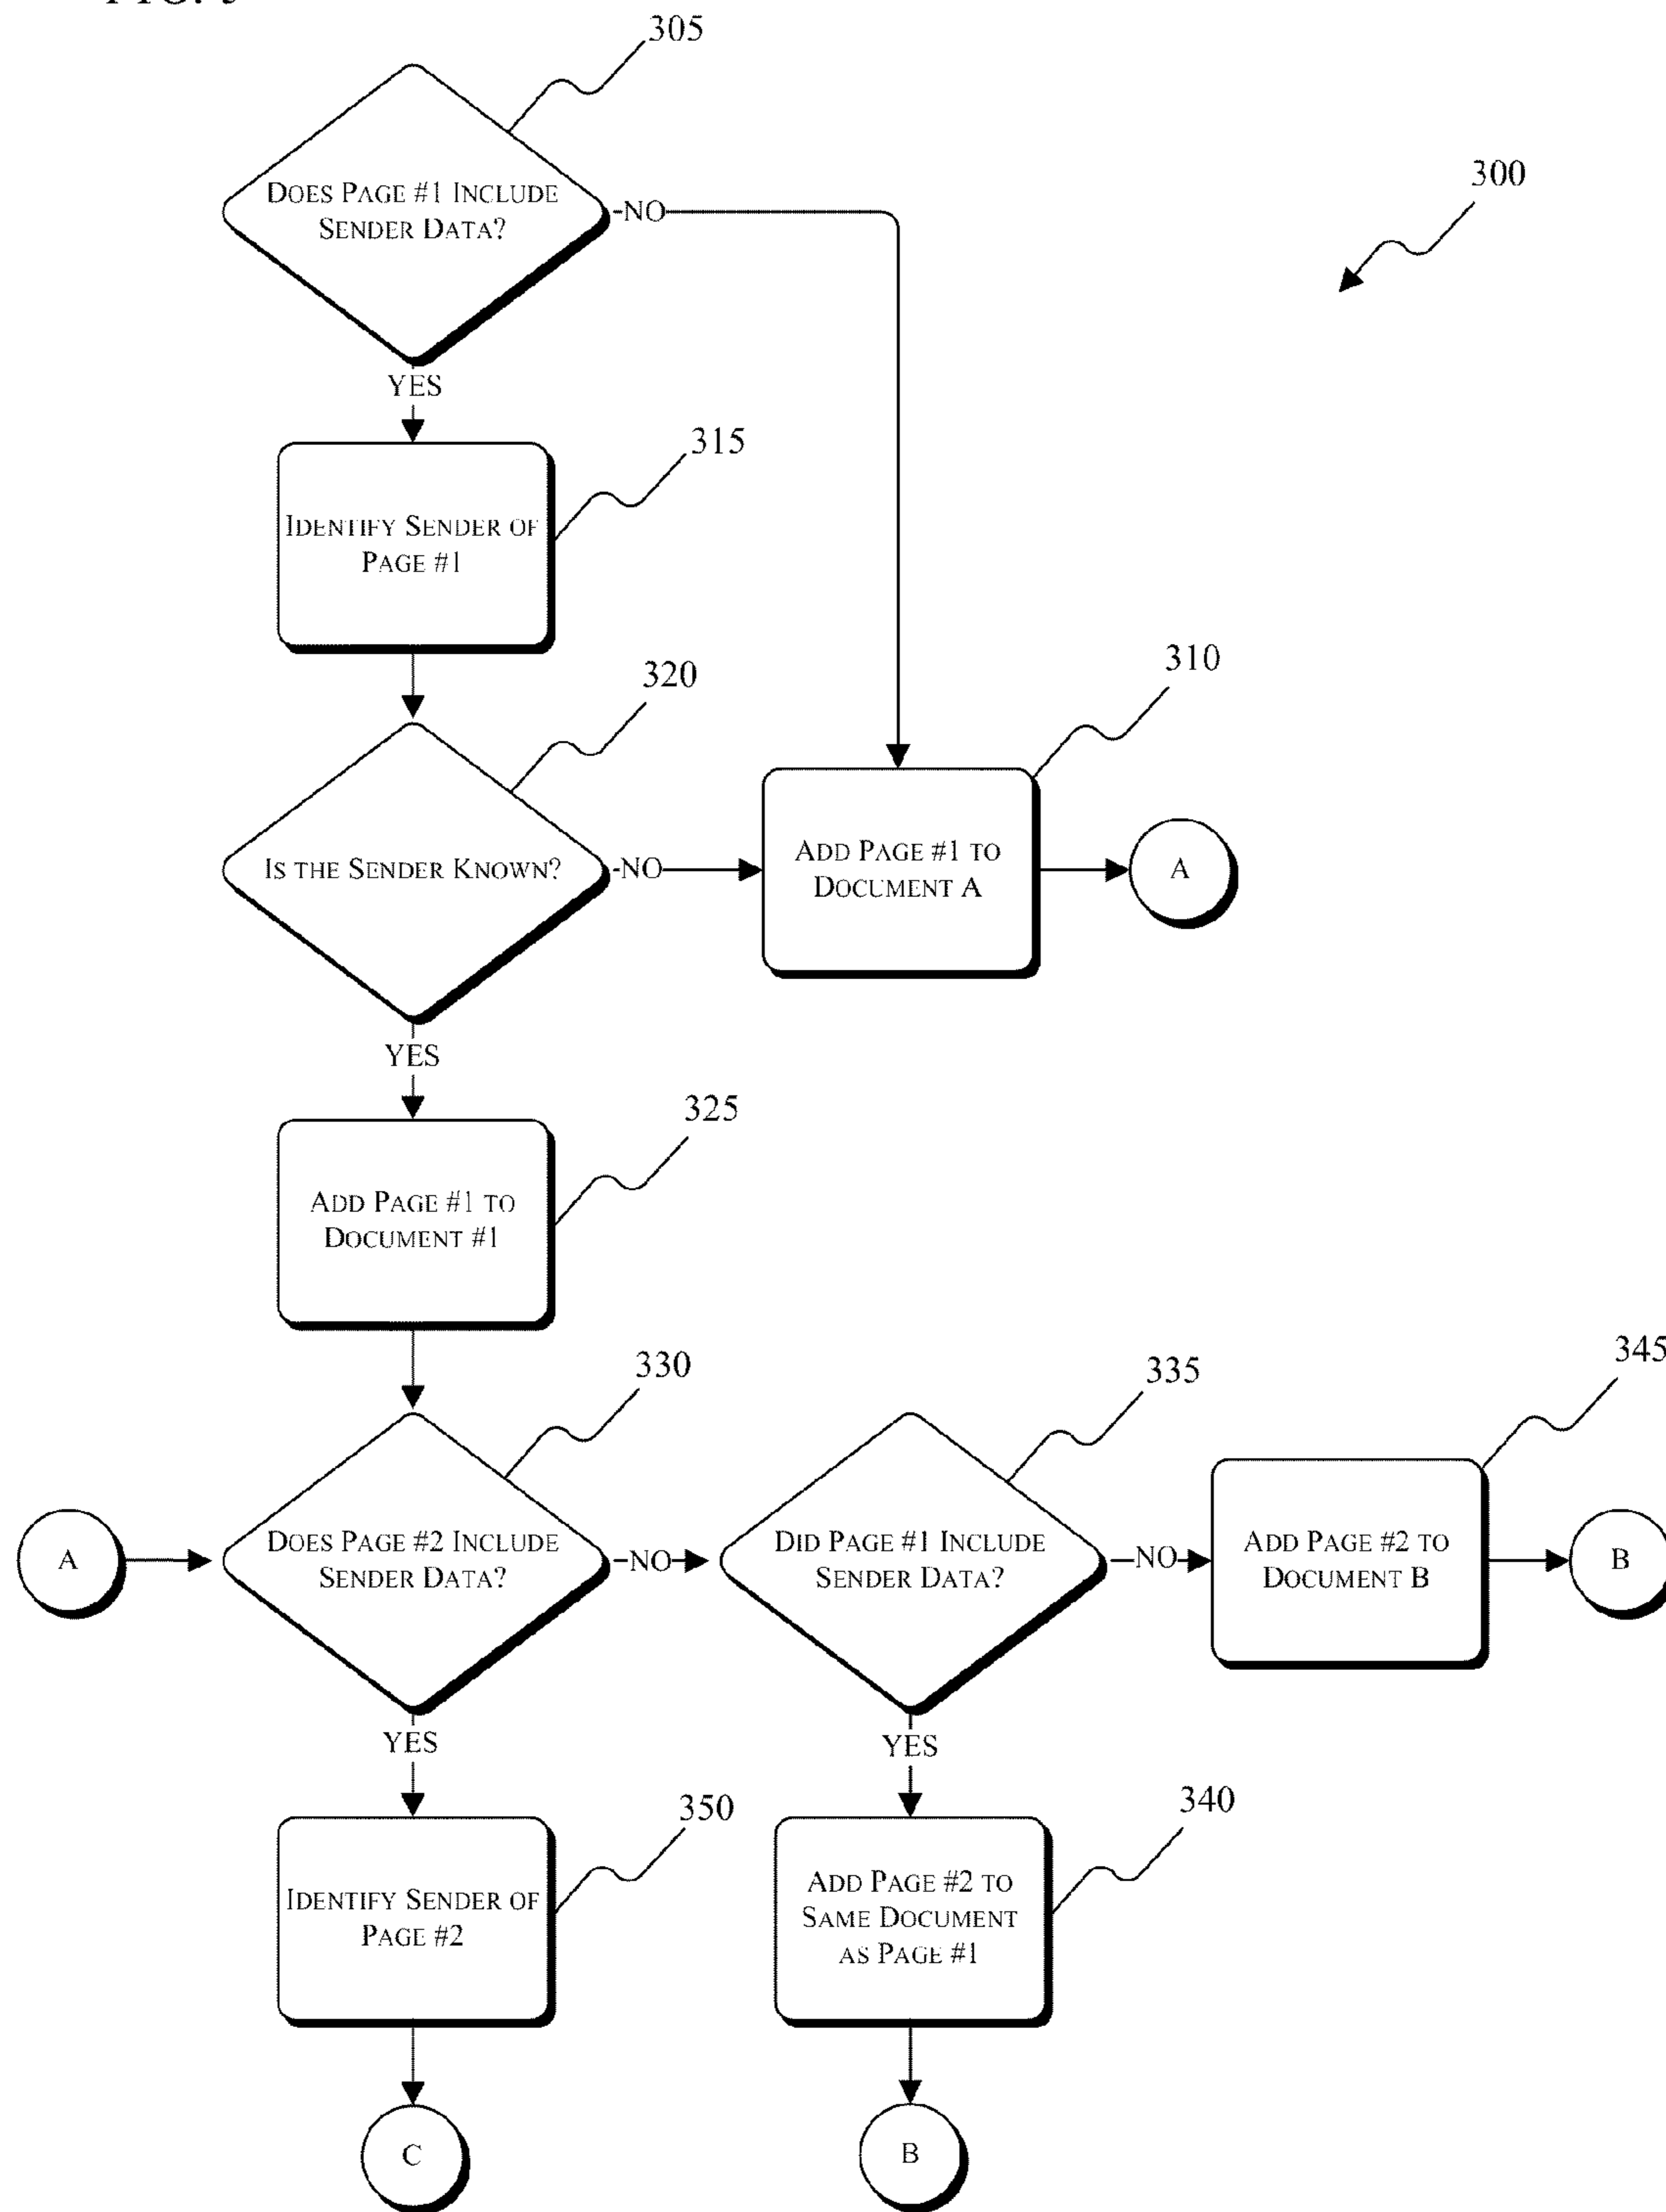 305
300
DOES PAGE #1 INCLUDE
SENDER DATA?
NO
YES
315
IDENTIFY SENDER OF
PAGE #1
320
310
IS THE SENDER KNOWN?
NO
ADD PAGE #1 TO
DOCUMENT A
A
YES
325
ADD PAGE #1 TO
DOCUMENT #1
330
335
345
A
DOES PAGE #2 INCLUDE
SENDER DATA?
NO
DID PAGE #1 INCLUDE
SENDER DATA?
NO
ADD PAGE #2 TO
DOCUMENT B
B
YES
YES
350
340
IDENTIFY SENDER OF
PAGE #2
ADD PAGE #2 TO
SAME DOCUMENT
AS PAGE #1
C
B